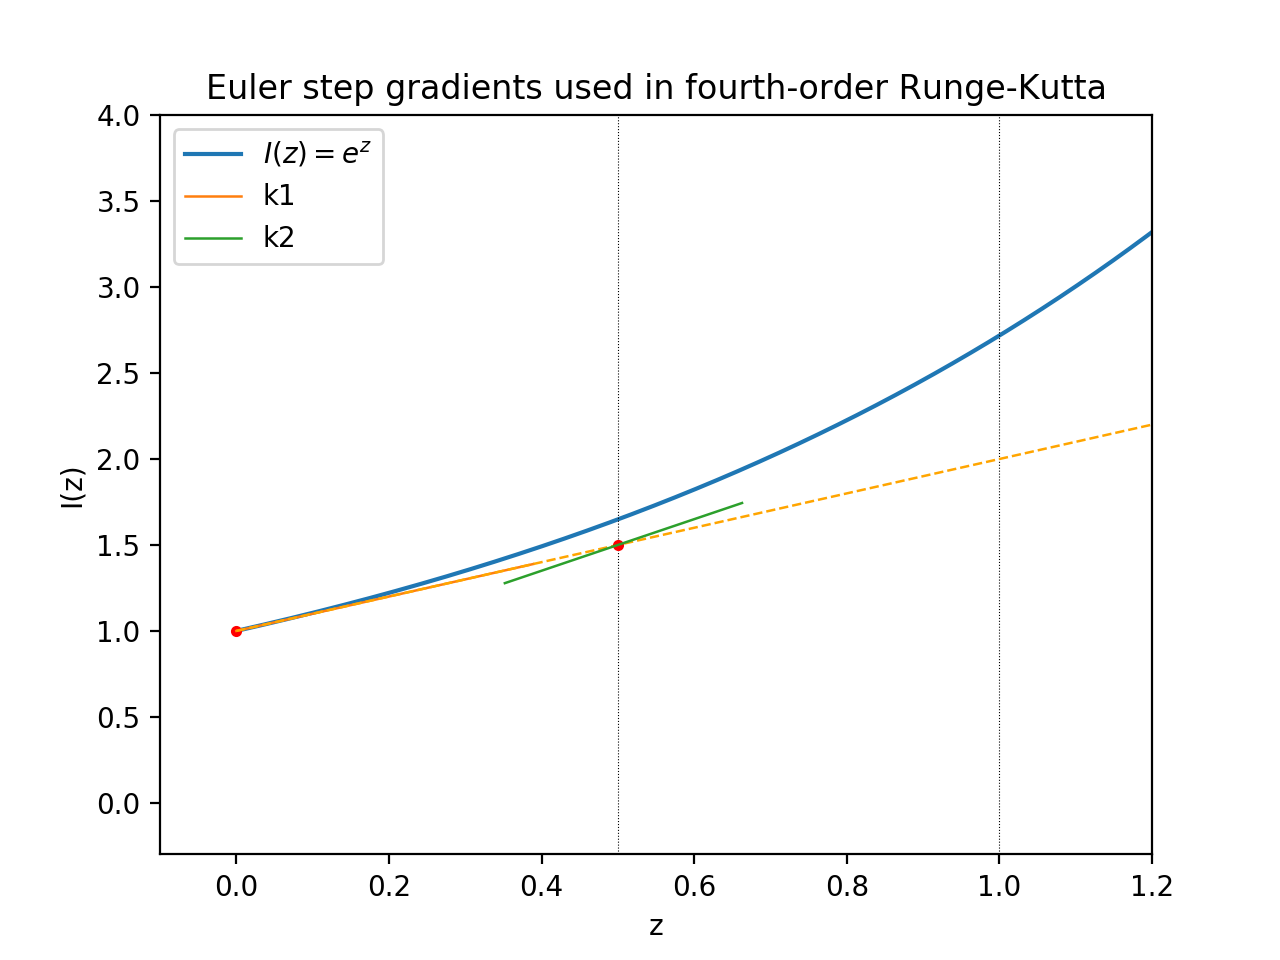 Euler step gradients used in fourth-order Runge-Kutta
I(z) = e^z
k1
k2
4.0
3.5
3.0
2.5
2.0
1.5
1.0
0.5
0.0
I(z)
0.0 0.2 0.4 0.6 0.8 1.0 1.2
z